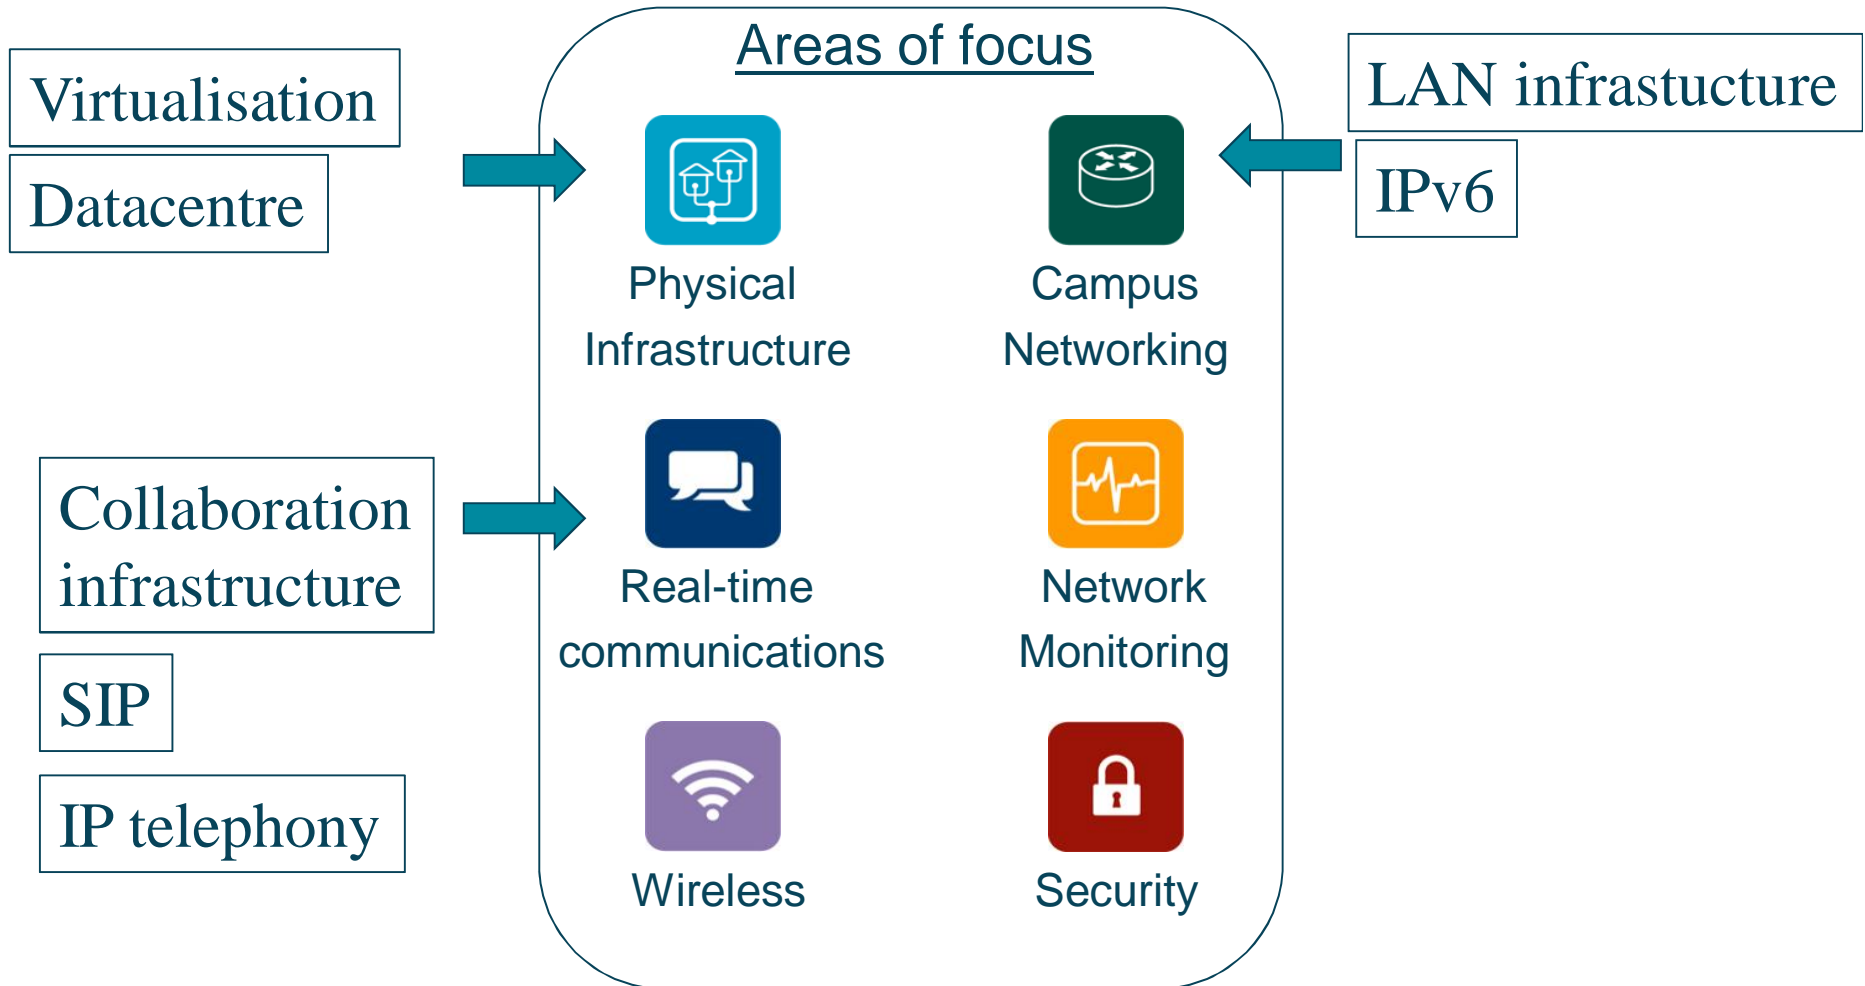 Areas of focus
Virtualisation
Datacentre
LAN infrastucture
IPv6
Physical
Infrastructure
Campus
Networking
Collaboration
infrastructure
SIP
IP telephony
Real-time
communications
Network
Monitoring
Wireless
Security